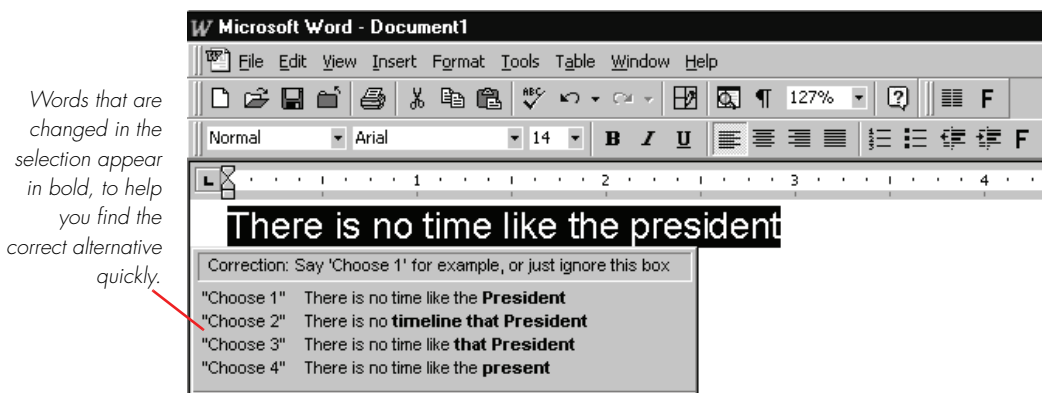 Words that are
changed in the
selection appear
in bold, to help
you find the
correct alternative
quickly.
W Microsoft Word - Document1
File Edit View Insert Format Tools Table Window Help
ABC 127% ? F
Normal Arial 14 B I U F
1 2 3 4
There is no time like the president
Correction: Say 'Choose 1' for example, or just ignore this box
"Choose 1" There is no time like the President
"Choose 2" There is no timeline that President
"Choose 3" There is no time like that President
"Choose 4" There is no time like the present